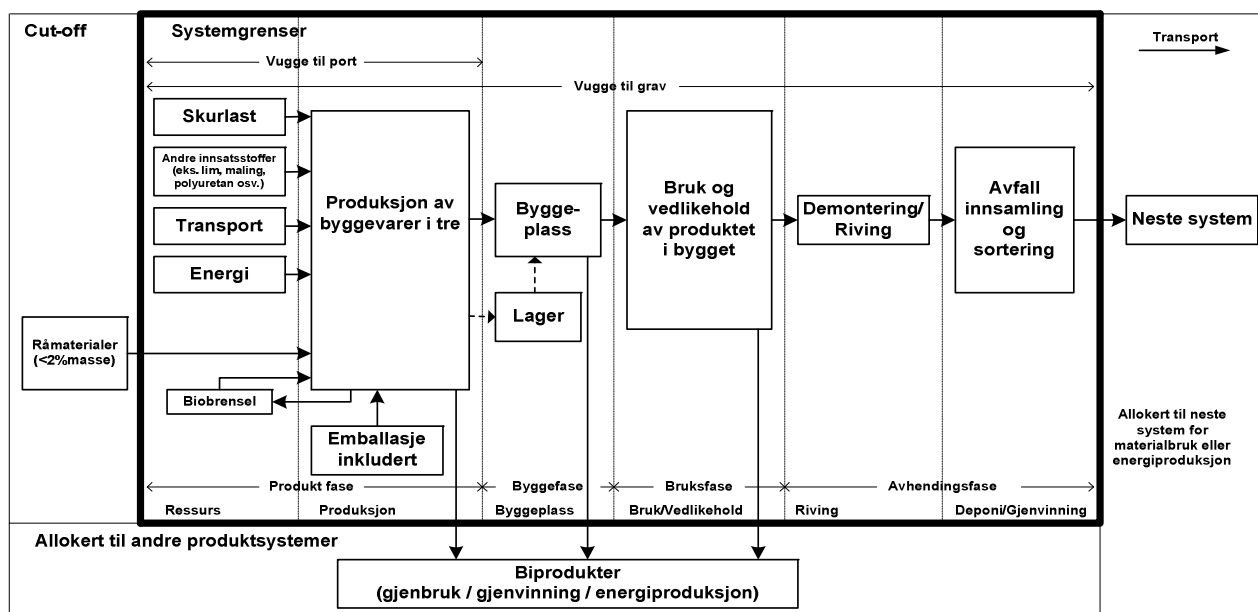 Cut-off
Systemgrenser
Transport
Vugge til port
Vugge til grav
Skurlast
Andre innsatsstoffer
(eks. lim, maling,
polyuretan osv.)
Transport
Energi
Råmaterialer
(<2%masse)
Biobrensel
Produksjon av
byggevarer i tre
Emballasje
inkludert
Bygge-
plass
Lager
Bruk og
vedlikehold
av produktet
i bygget
Demontering/
Riving
Avfall
innsamling
og
sortering
Neste system
Allokert til neste
system for
materialbruk eller
energiproduksjon
Produkt fase
Byggefase
Bruksfase
Avhendingsfase
Ressurs
Produksjon
Byggeplass
Bruk/Vedlikehold
Riving
Deponi/Gjenvinning
Allokert til andre produktsystemer
Biprodukter
(gjenbruk / gjenvinning / energiproduksjon)